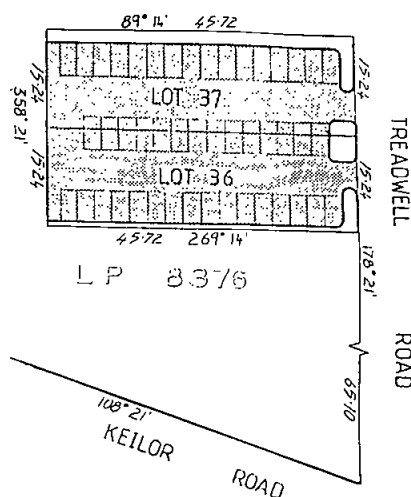 89° 14' 45·72
15·24
15·24
LOT 37
358° 21'
TREADWELL
15·24
15·24
LOT 36
45·72 269° 14'
178° 21'
L P 8376
ROAD
65·10
108° 21'
KEILOR
ROAD